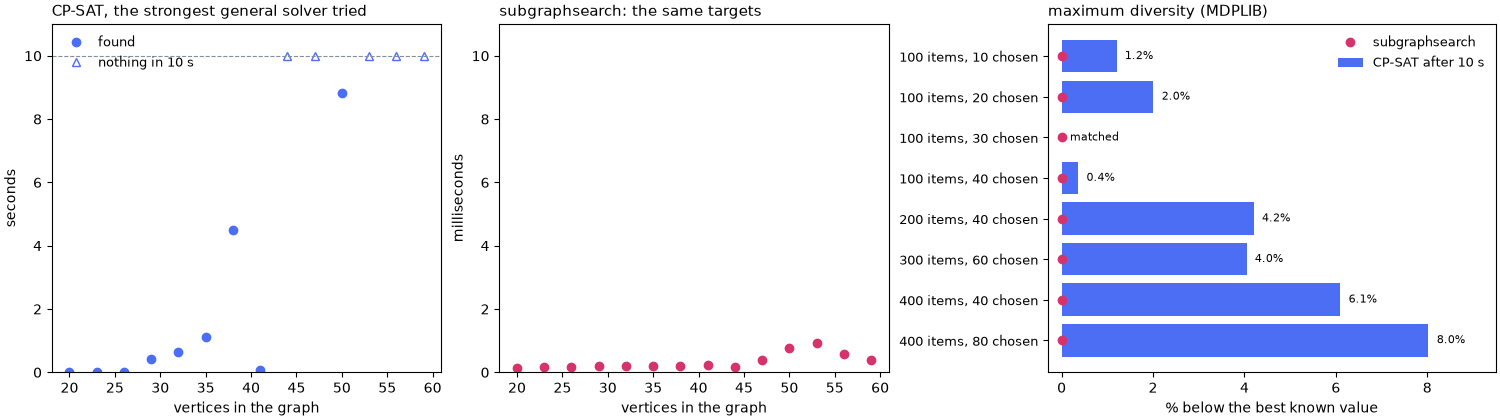 CP-SAT, the strongest general solver tried
found
nothing in 10 s
seconds
10
8
6
4
2
0
20 25 30 35 40 45 50 55 60
vertices in the graph
subgraphsearch: the same targets
milliseconds
10
8
6
4
2
0
20 25 30 35 40 45 50 55 60
vertices in the graph
maximum diversity (MDPLIB)
subgraphsearch
CP-SAT after 10 s
100 items, 10 chosen 1.2%
100 items, 20 chosen 2.0%
100 items, 30 chosen matched
100 items, 40 chosen 0.4%
200 items, 40 chosen 4.2%
300 items, 60 chosen 4.0%
400 items, 40 chosen 6.1%
400 items, 80 chosen 8.0%
0 2 4 6 8
% below the best known value